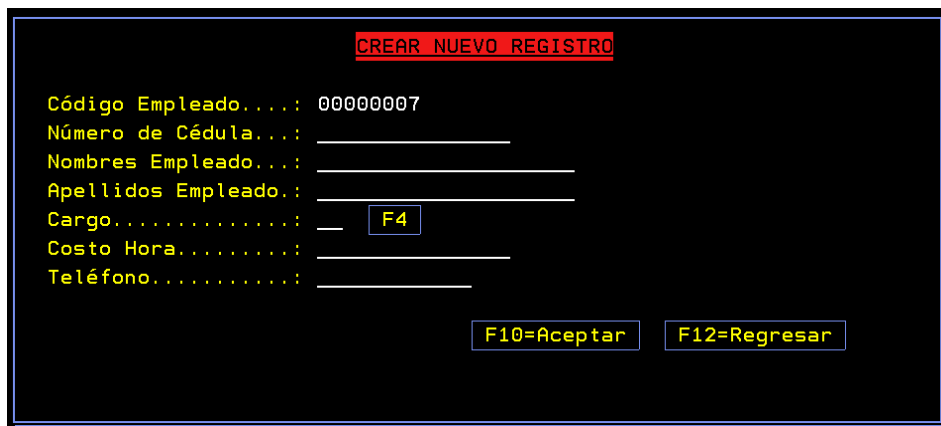 CREAR NUEVO REGISTRO
Código Empleado....: 00000007
Número de Cédula...:
Nombres Empleado...:
Apellidos Empleado.:
Cargo..............: F4
Costo Hora.........:
Teléfono...........:
F10=Aceptar F12=Regresar